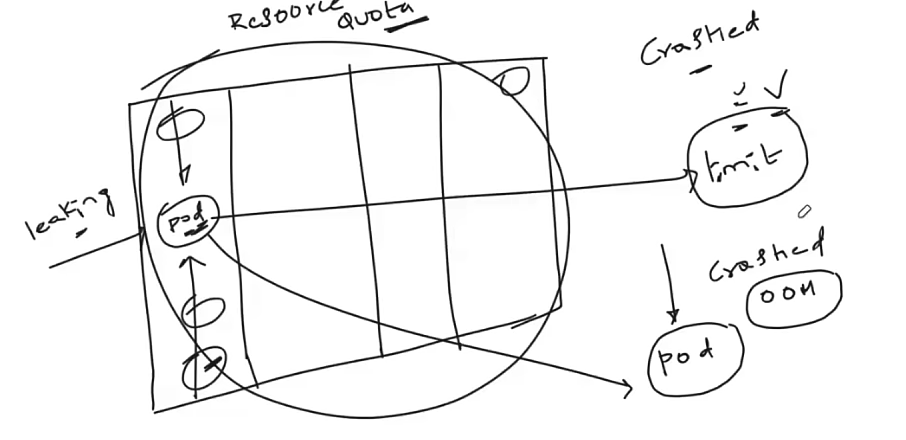 Resource
Quota
Crashed
leaking
pod
limit
Crashed
OOM
pod